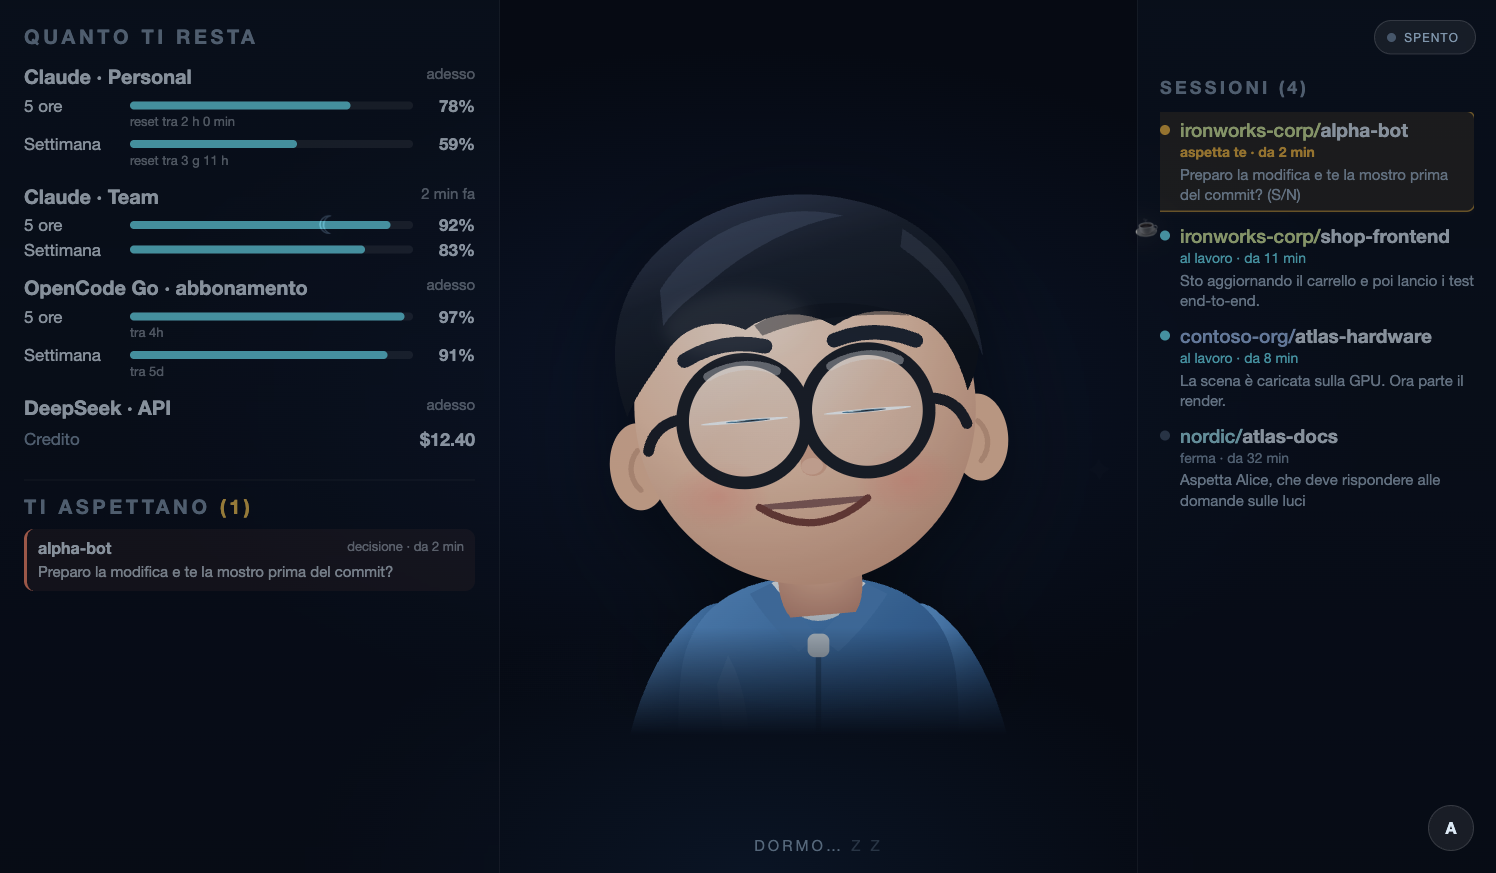 QUANTO TI RESTA
Claude · Personal adesso
5 ore 78%
reset tra 2 h 0 min
Settimana 59%
reset tra 3 g 11 h
Claude · Team 2 min fa
5 ore 92%
Settimana 83%
OpenCode Go · abbonamento adesso
5 ore 97%
tra 4h
Settimana 91%
tra 5d
DeepSeek · API adesso
Credito $12.40
TI ASPETTANO (1)
alpha-bot decisione · da 2 min
Preparo la modifica e te la mostro prima del commit?
DORMO... Z Z
SPENTO
SESSIONI (4)
ironworks-corp/alpha-bot
aspetta te · da 2 min
Preparo la modifica e te la mostro prima
del commit? (S/N)
ironworks-corp/shop-frontend
al lavoro · da 11 min
Sto aggiornando il carrello e poi lancio i test
end-to-end.
contoso-org/atlas-hardware
al lavoro · da 8 min
La scena è caricata sulla GPU. Ora parte il
render.
nordic/atlas-docs
ferma · da 32 min
Aspetta Alice, che deve rispondere alle
domande sulle luci
A